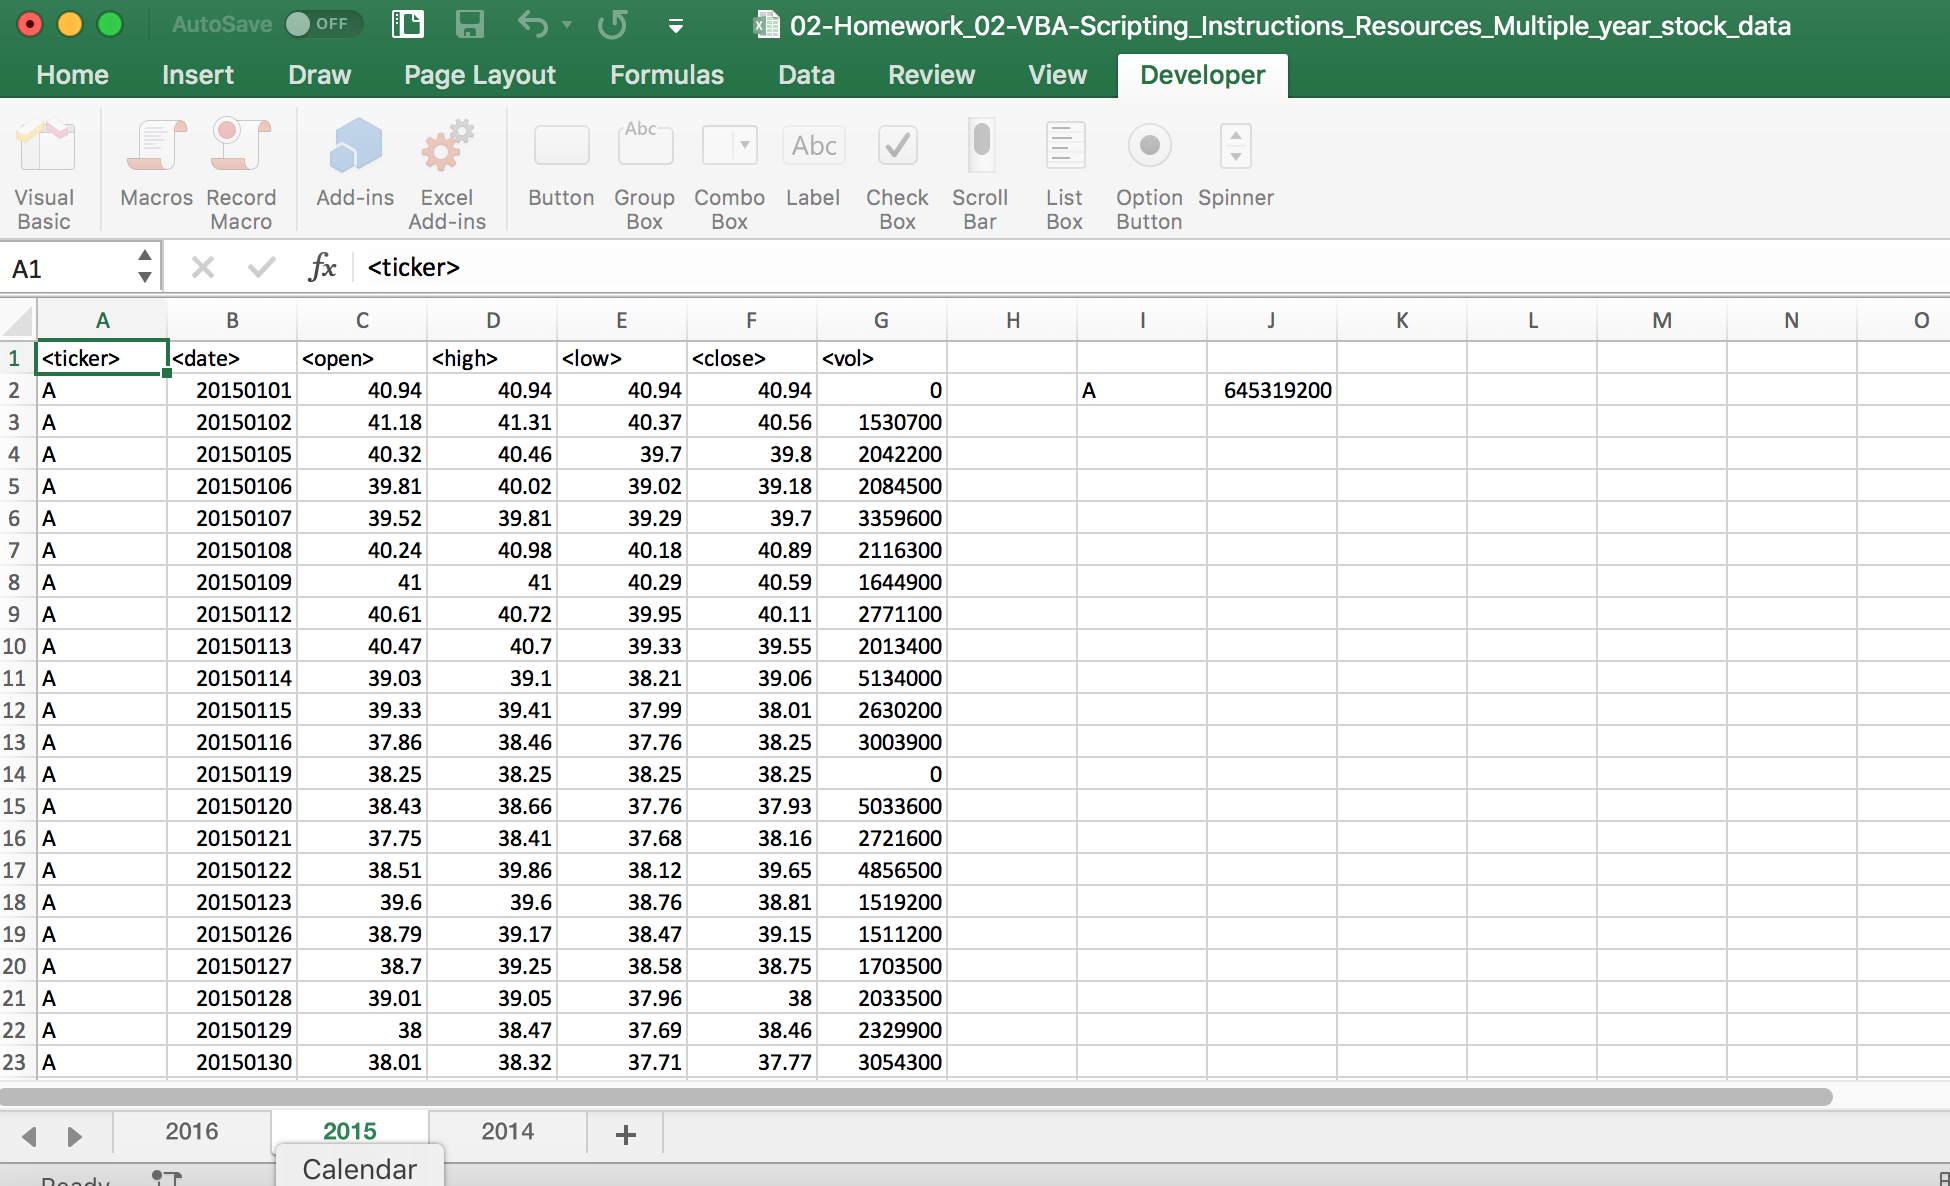 AutoSave OFF 02-Homework_02-VBA-Scripting_Instructions_Resources_Multiple_year_stock_data
Home Insert Draw Page Layout Formulas Data Review View Developer
Visual Basic Macros Record Macro Add-ins Excel Add-ins Button Abc Group Box Combo Box Abc Label Check Box Scroll Bar List Box Option Button Spinner
A1 fx <ticker>
A B C D E F G H I J K L M N O
1 <ticker> <date> <open> <high> <low> <close> <vol>
2 A 20150101 40.94 40.94 40.94 40.94 0 A 645319200
3 A 20150102 41.18 41.31 40.37 40.56 1530700
4 A 20150105 40.32 40.46 39.7 39.8 2042200
5 A 20150106 39.81 40.02 39.02 39.18 2084500
6 A 20150107 39.52 39.81 39.29 39.7 3359600
7 A 20150108 40.24 40.98 40.18 40.89 2116300
8 A 20150109 41 41 40.29 40.59 1644900
9 A 20150112 40.61 40.72 39.95 40.11 2771100
10 A 20150113 40.47 40.7 39.33 39.55 2013400
11 A 20150114 39.03 39.1 38.21 39.06 5134000
12 A 20150115 39.33 39.41 37.99 38.01 2630200
13 A 20150116 37.86 38.46 37.76 38.25 3003900
14 A 20150119 38.25 38.25 38.25 38.25 0
15 A 20150120 38.43 38.66 37.76 37.93 5033600
16 A 20150121 37.75 38.41 37.68 38.16 2721600
17 A 20150122 38.51 39.86 38.12 39.65 4856500
18 A 20150123 39.6 39.6 38.76 38.81 1519200
19 A 20150126 38.79 39.17 38.47 39.15 1511200
20 A 20150127 38.7 39.25 38.58 38.75 1703500
21 A 20150128 39.01 39.05 37.96 38 2033500
22 A 20150129 38 38.47 37.69 38.46 2329900
23 A 20150130 38.01 38.32 37.71 37.77 3054300
2016 2015 2014
Ready Calendar